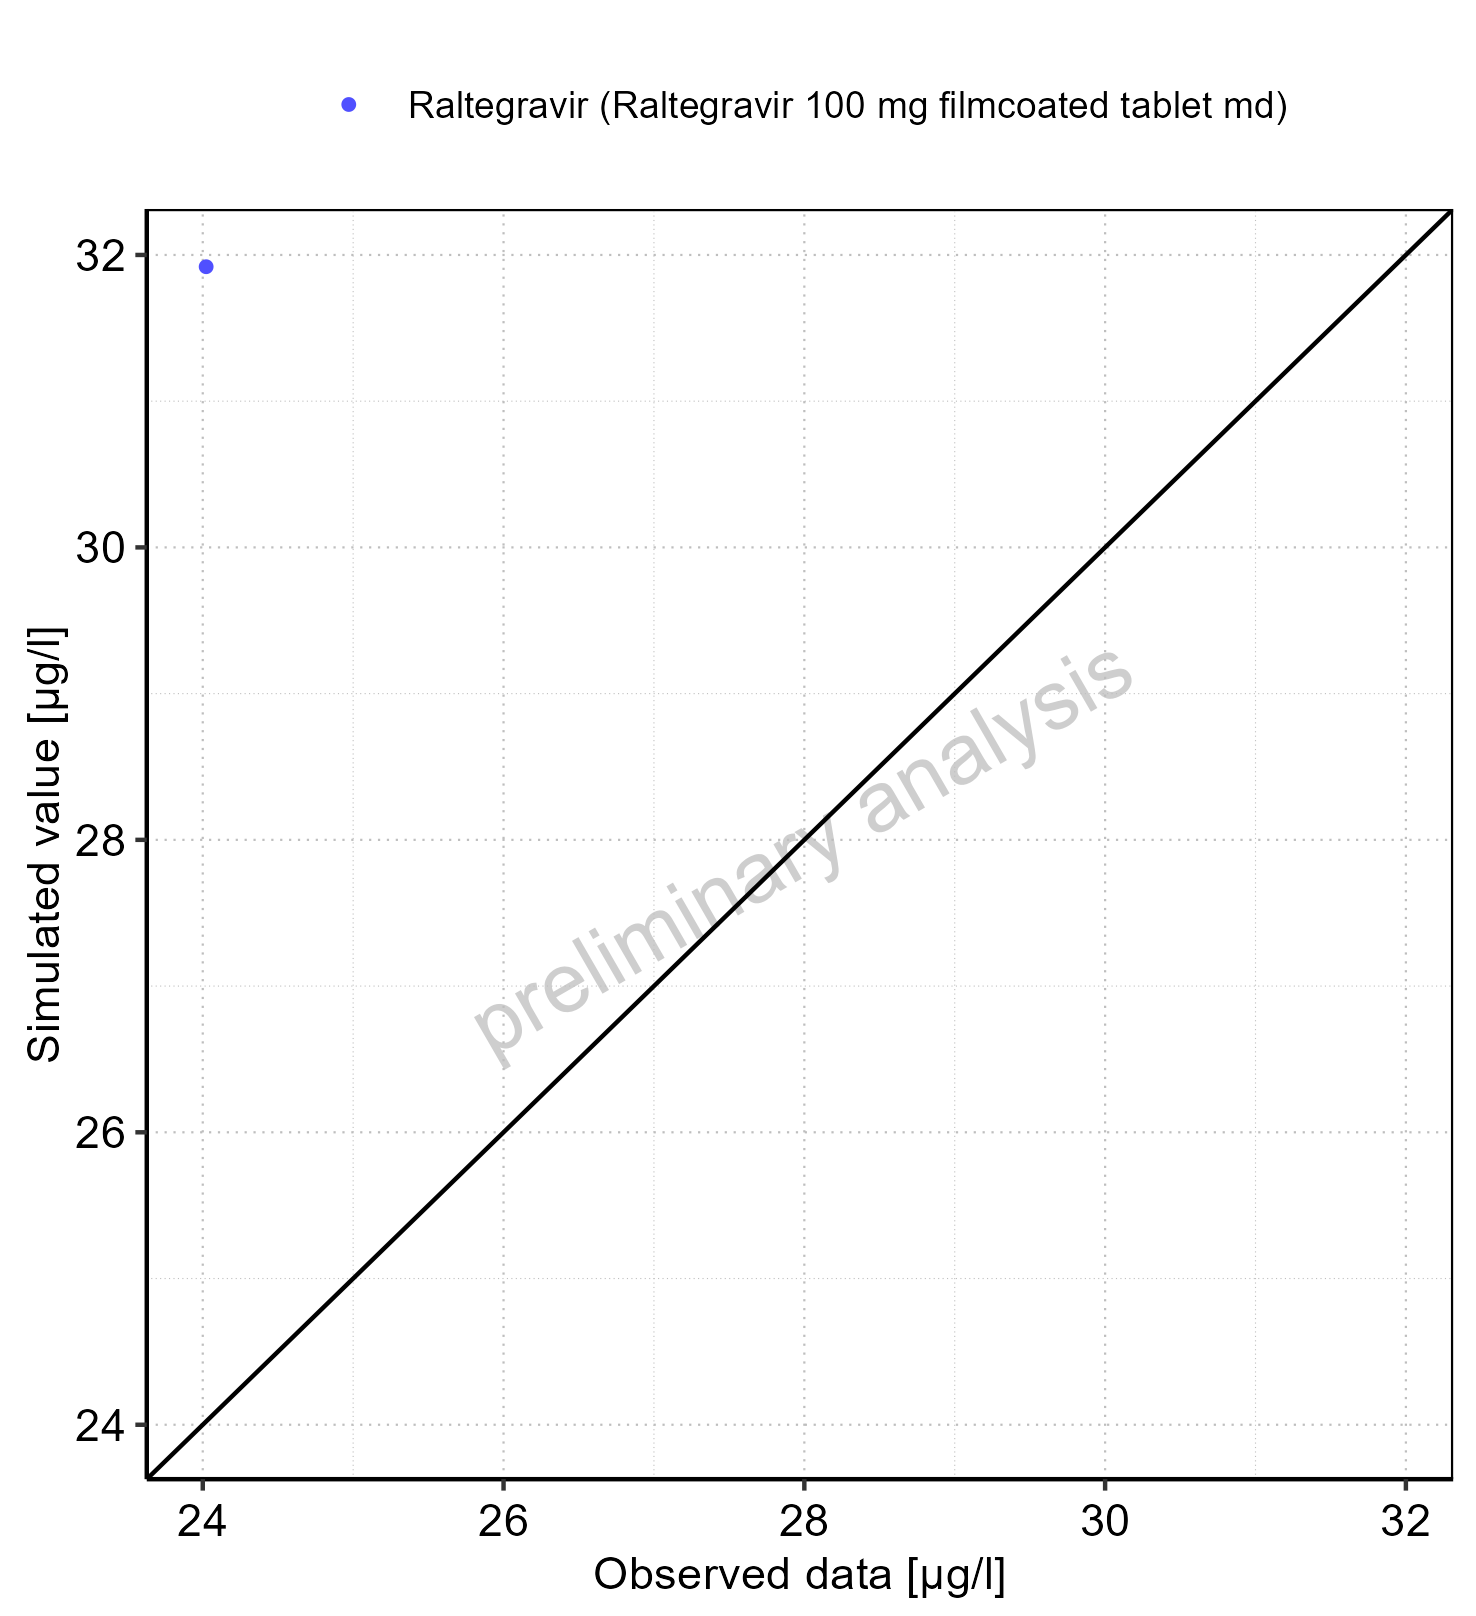 Raltegravir (Raltegravir 100 mg filmcoated tablet md)
32
30
28
26
24
Simulated value [µg/l]
preliminary analysis
24 26 28 30 32
Observed data [µg/l]